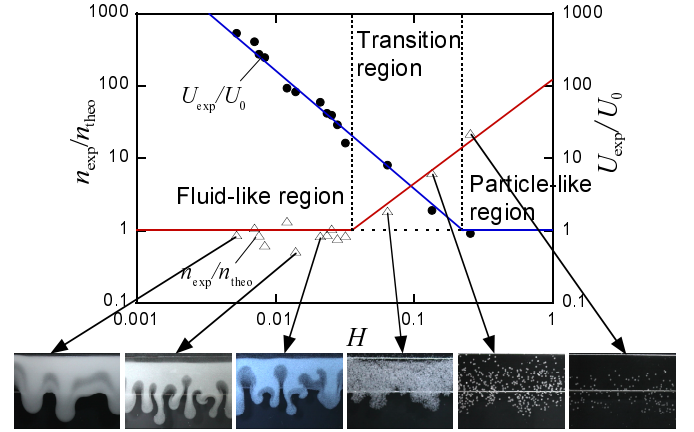 1000
1000
Transition
region
100
100
U_exp/U_0
n_exp/n_theo
U_exp/U_0
10
10
Fluid-like region
Particle-like
region
1
1
n_exp/n_theo
0.1
0.1
0.001
0.01
0.1
1
H